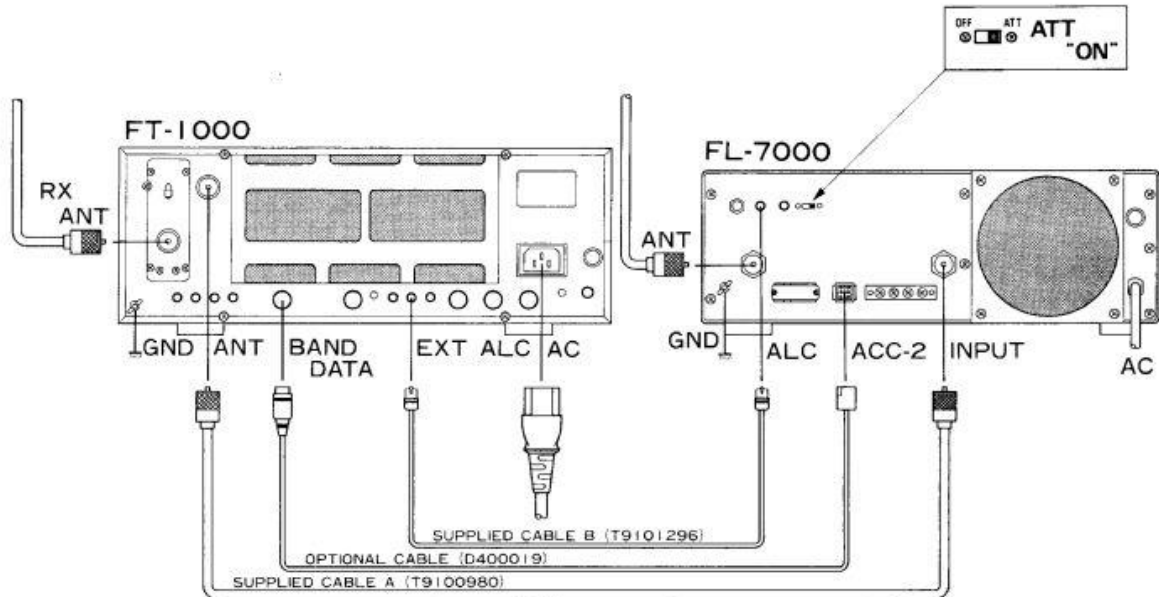 OFF ATT ATT
"ON"
FT-1000
FL-7000
RX
ANT
ANT
GND ANT BAND DATA EXT ALC AC
GND ALC ACC-2 INPUT AC
SUPPLIED CABLE B (T9101296)
OPTIONAL CABLE (D400019)
SUPPLIED CABLE A (T9100980)